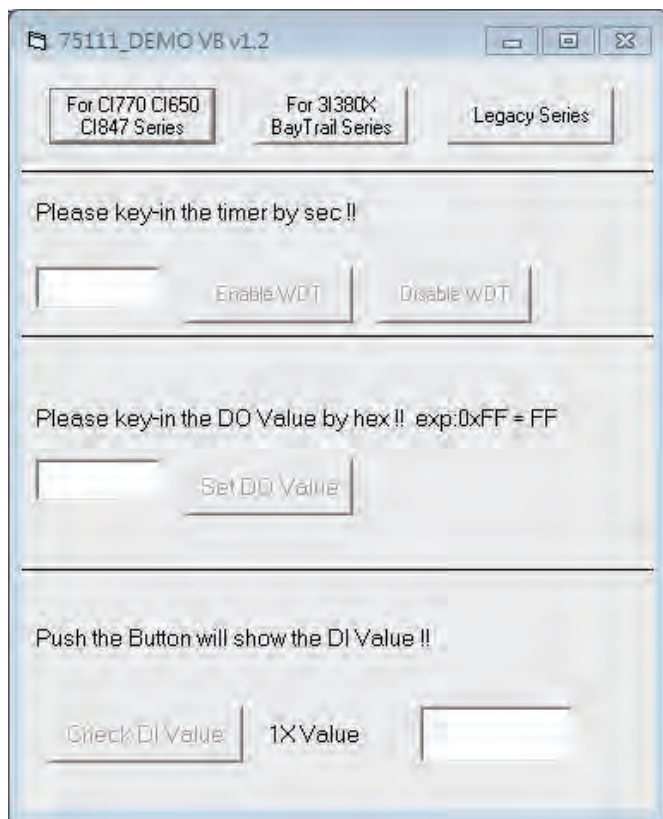 75111_DEMO VB v1.2
For CI770 CI650
CI847 Series
For 3I380X
BayTrail Series
Legacy Series
Please key-in the timer by sec !!
Enable WDT
Disable WDT
Please key-in the DO Value by hex !! exp:0xFF = FF
Set DO Value
Push the Button will show the DI Value !!
Check DI Value
1X Value